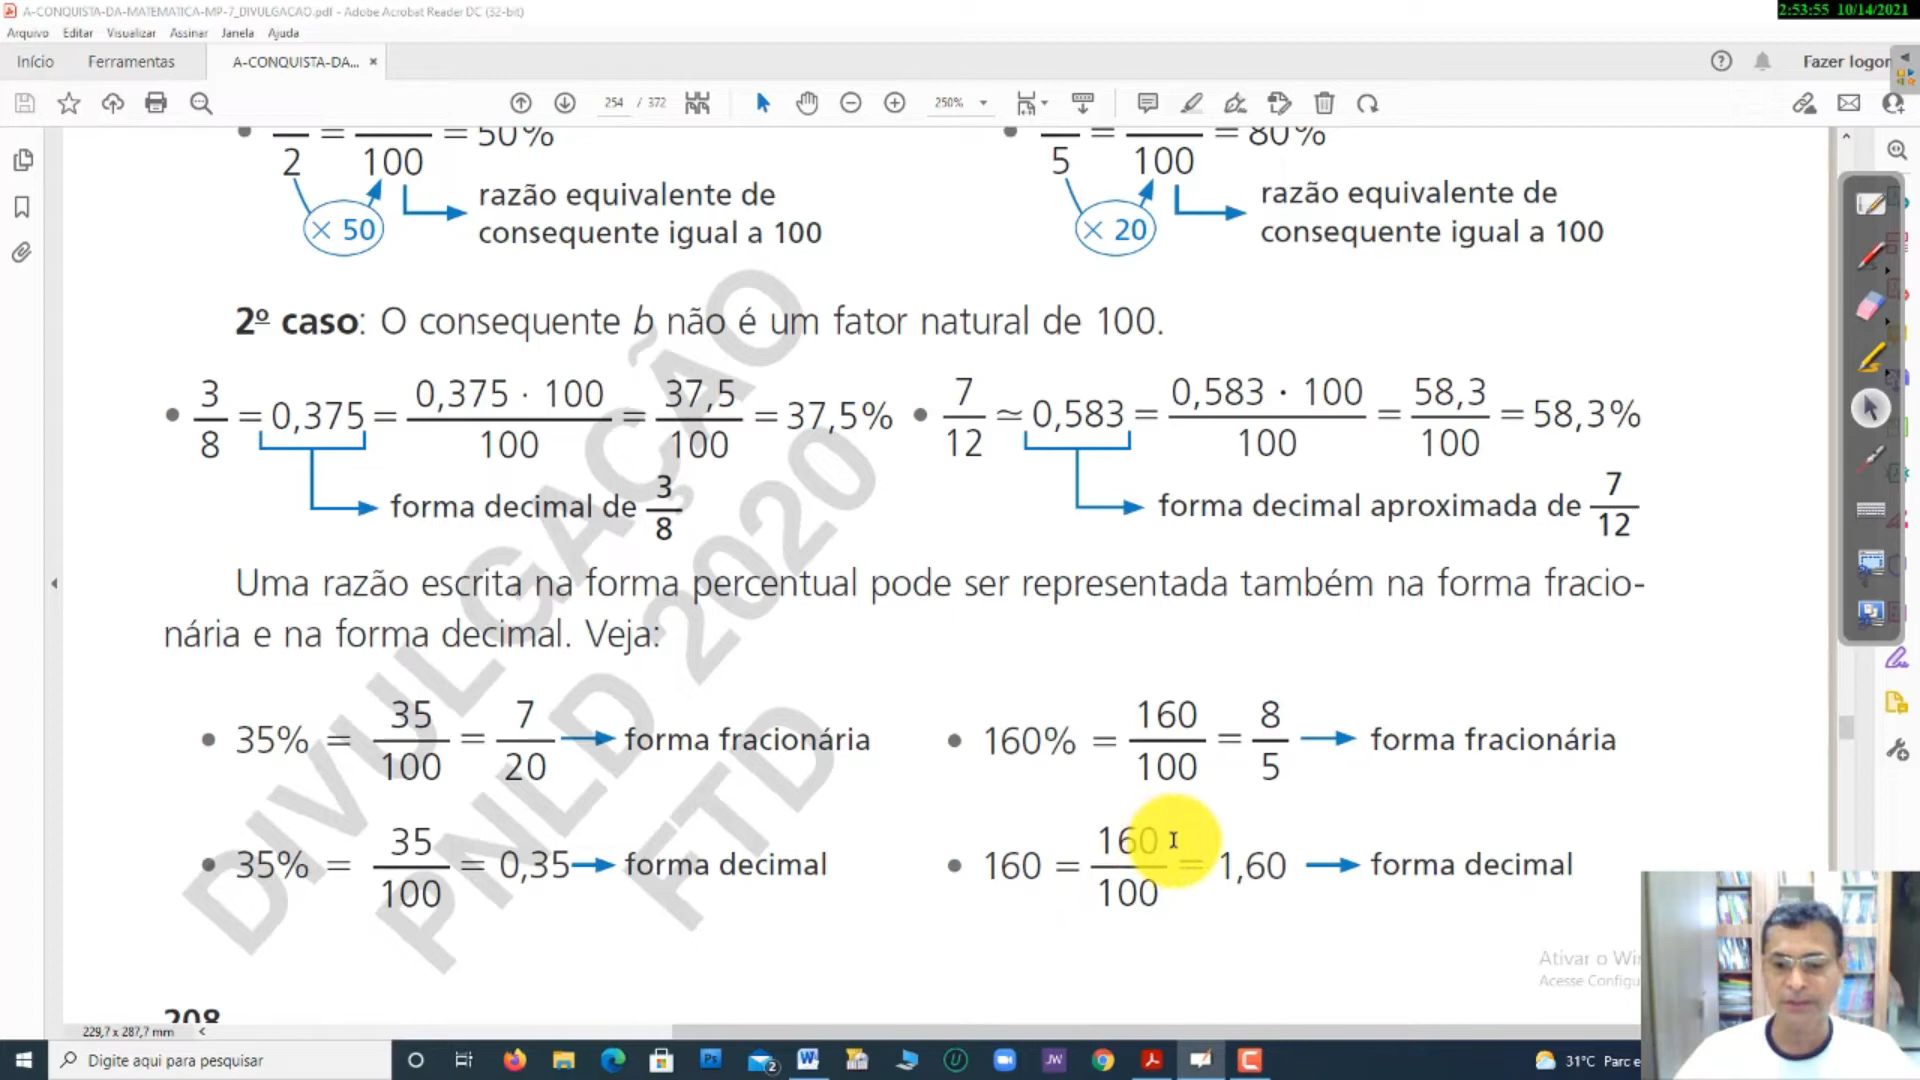 A-CONQUISTA-DA-MATEMATICA-MP-7_DIVULGACAO.pdf - Adobe Acrobat Reader DC (32-bit)
2:53:55 10/14/2021
Arquivo Editar Visualizar Assinar Janela Ajuda
Início Ferramentas A-CONQUISTA-DA... ×
Fazer logon
254 / 372 250%
2 = 100 = 50%
× 50
razão equivalente de
consequente igual a 100
5 = 100 = 80%
× 20
razão equivalente de
consequente igual a 100
2º caso: O consequente b não é um fator natural de 100.
• 3/8 = 0,375 = 0,375 · 100/100 = 37,5/100 = 37,5%
forma decimal de 3/8
• 7/12 ≃ 0,583 = 0,583 · 100/100 = 58,3/100 = 58,3%
forma decimal aproximada de 7/12
Uma razão escrita na forma percentual pode ser representada também na forma fracio-
nária e na forma decimal. Veja:
• 35% = 35/100 = 7/20 → forma fracionária
• 160% = 160/100 = 8/5 → forma fracionária
• 35% = 35/100 = 0,35 → forma decimal
• 160 = 160/100 = 1,60 → forma decimal
DIVULGAÇÃO
PNLD 2020
FTD
208
Ativar o
Acesse
229,7 x 287,7 mm
Digite aqui para pesquisar
Ps
W
2
JW
31°C